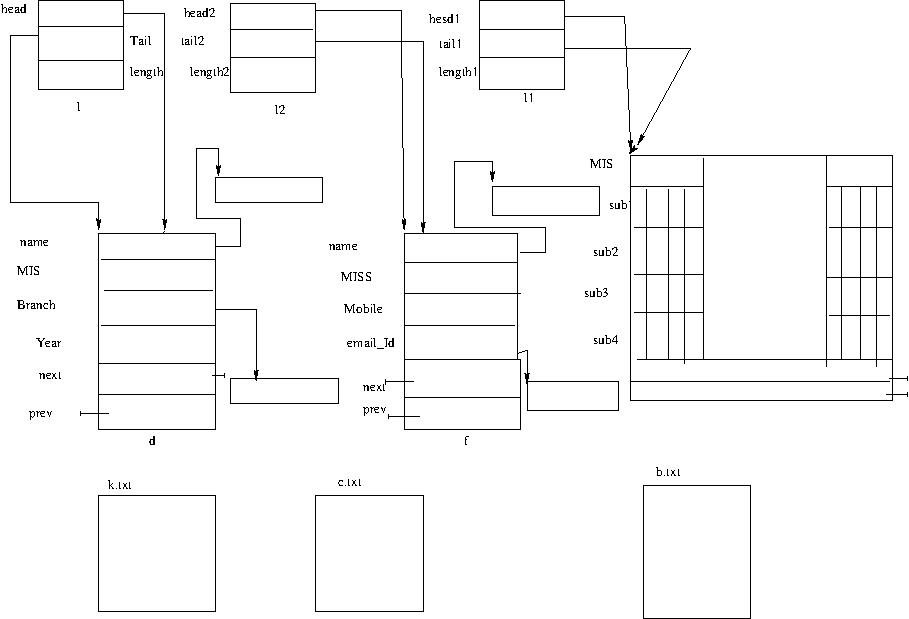 head
head2
hesd1
Tail
tail2
tail1
length
length2
length1
l
l2
l1
MIS
sub1
name
name
sub2
MIS
MISS
sub3
Branch
Mobile
Year
email_Id
sub4
next
next
prev
prev
d
f
k.txt
c.txt
b.txt